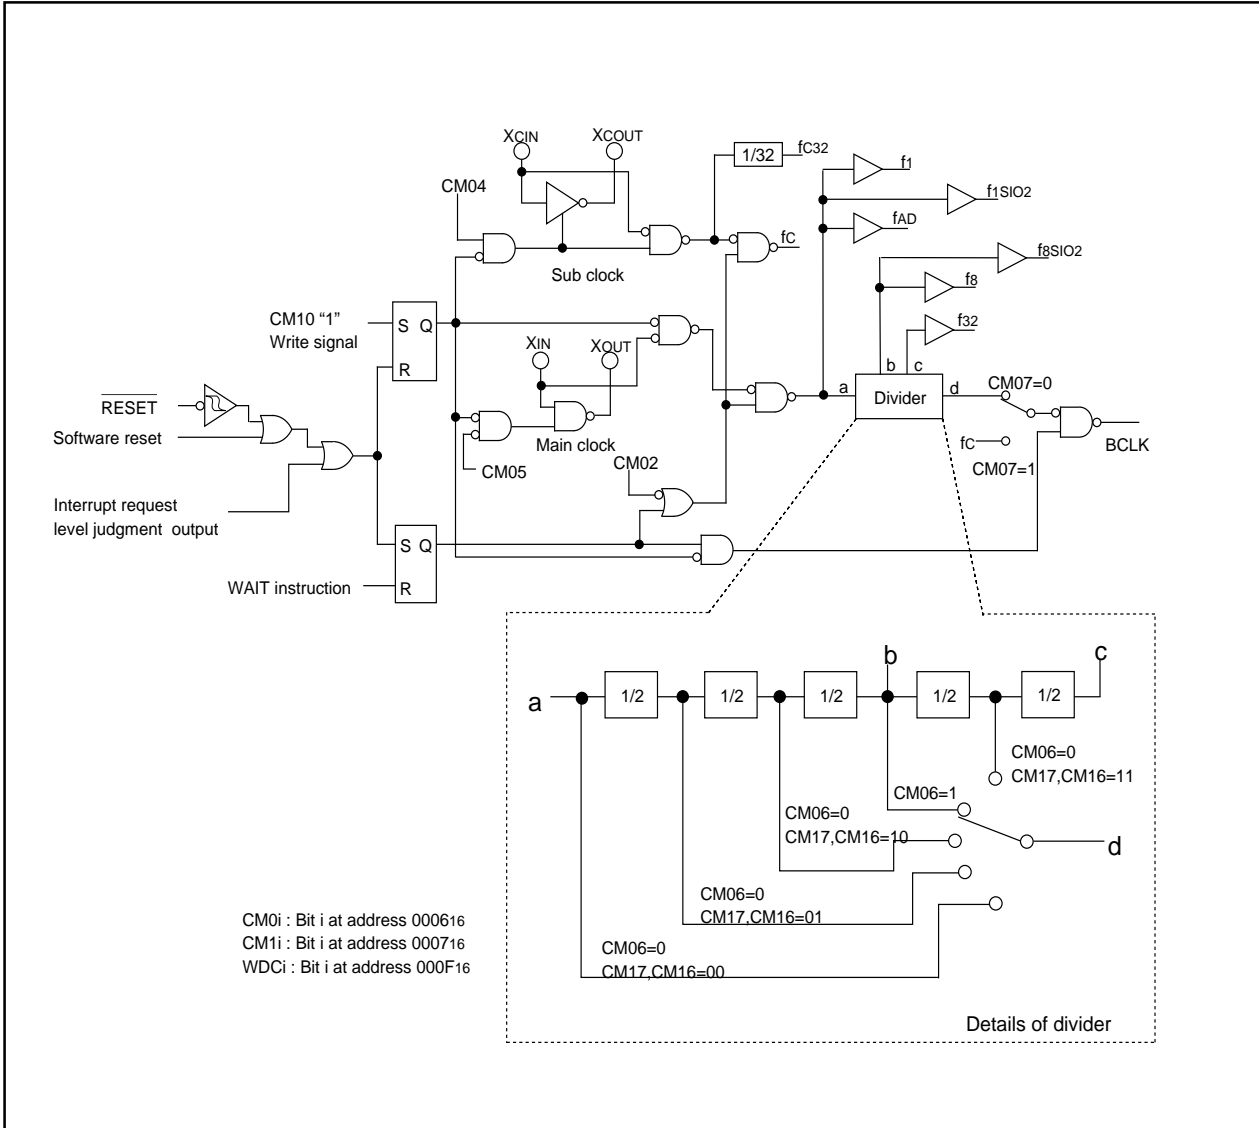 XCIN
XCOUT
1/32
fC32
f1
CM04
f1SIO2
fAD
fC
Sub clock
f8SIO2
f8
f32
CM10 “1”
Write signal
S Q
R
XIN
XOUT
b c
a
Divider
d
CM07=0
RESET
Software reset
Main clock
CM05
CM02
fC
CM07=1
BCLK
Interrupt request
level judgment output
S Q
R
WAIT instruction
b
c
a
1/2
1/2
1/2
1/2
1/2
CM06=0
CM17,CM16=11
CM06=1
CM06=0
CM17,CM16=10
d
CM06=0
CM17,CM16=01
CM06=0
CM17,CM16=00
CM0i : Bit i at address 000616
CM1i : Bit i at address 000716
WDCi : Bit i at address 000F16
Details of divider